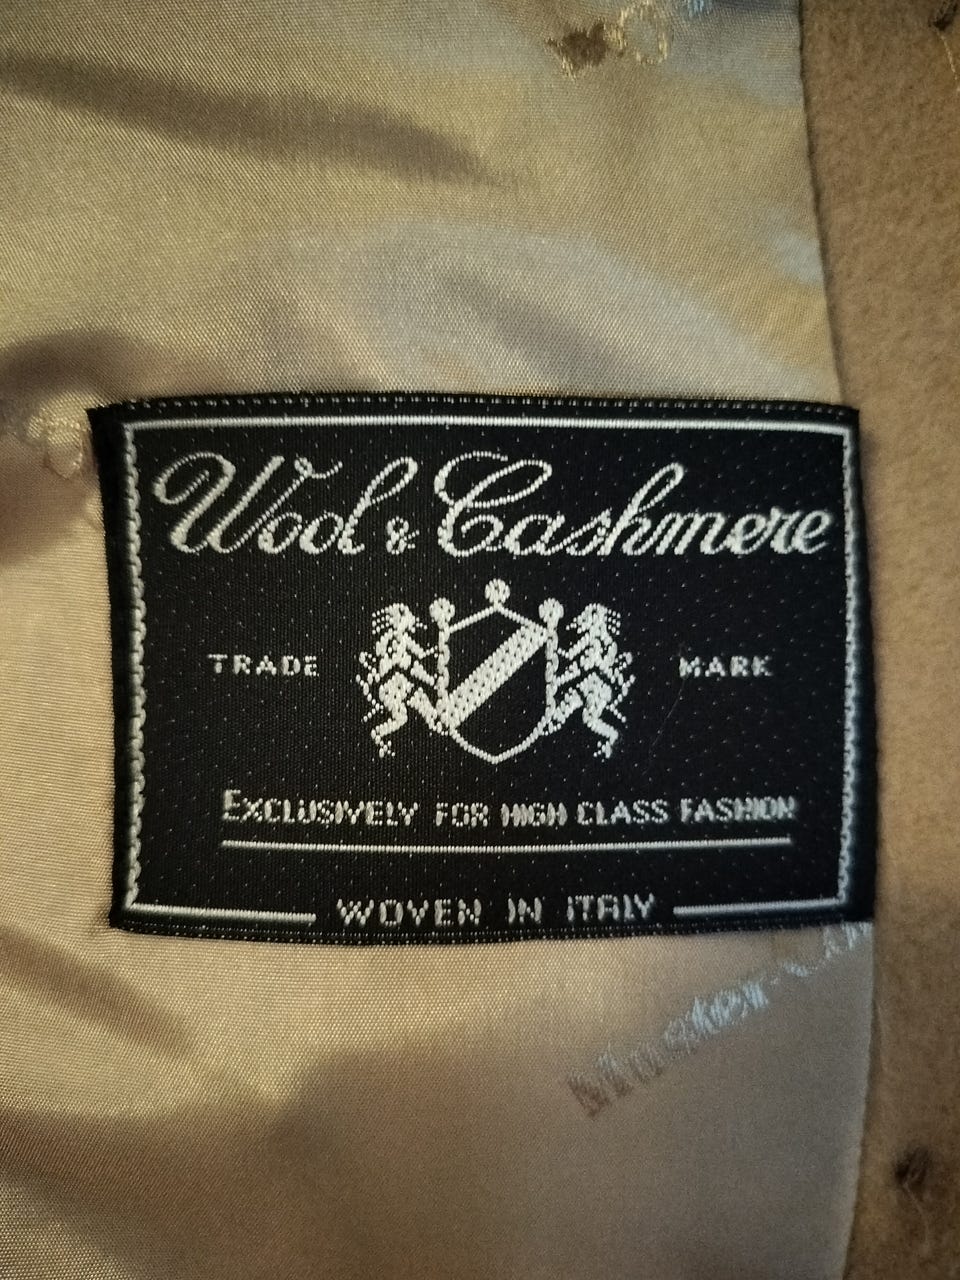 Wool & Cashmere
TRADE MARK
EXCLUSIVELY FOR HIGH CLASS FASHION
WOVEN IN ITALY